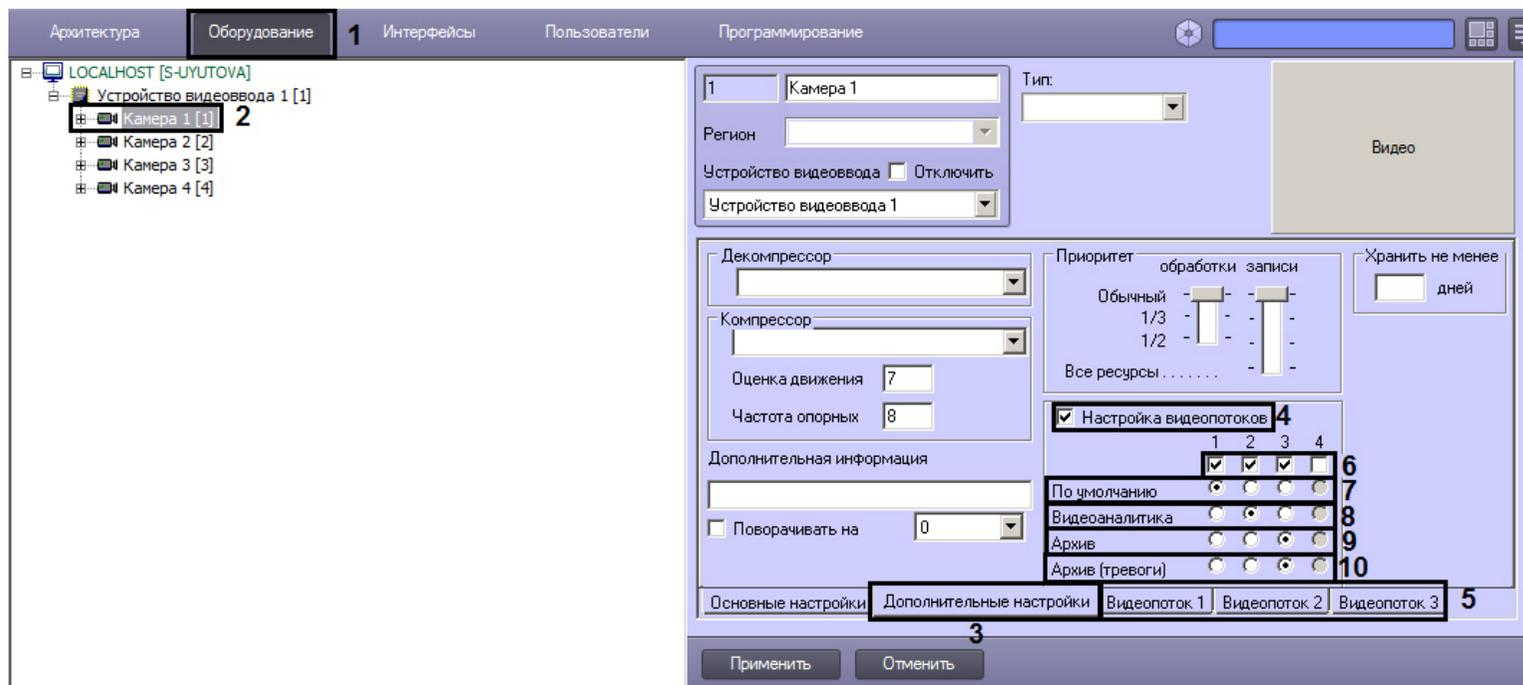 Архитектура Оборудование 1 Интерфейсы Пользователи Программирование
LOCALHOST [S-UYUTOVA]
Устройство видеоввода 1 [1]
Камера 1 [1] 2
Камера 2 [2]
Камера 3 [3]
Камера 4 [4]
1 Камера 1
Тип:
Регион
Видео
Устройство видеоввода Отключить
Устройство видеоввода 1
Декомпрессор
Компрессор
Оценка движения 7
Частота опорных 8
Дополнительная информация
Поворачивать на 0
Приоритет
обработки записи
Обычный
1/3
1/2
Все ресурсы . . . . . . .
Хранить не менее
дней
Настройка видеопотоков 4
1 2 3 4
6
По умолчанию 7
Видеоаналитика 8
Архив 9
Архив (тревоги) 10
Основные настройки Дополнительные настройки Видеопоток 1 Видеопоток 2 Видеопоток 3 5
3
Применить Отменить